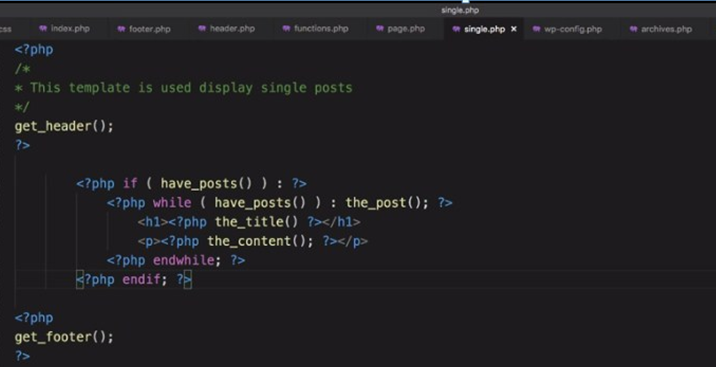 single.php
css index.php footer.php header.php functions.php page.php single.php × wp-config.php archives.php
<?php
/*
* This template is used display single posts
*/
get_header();
?>
<?php if ( have_posts() ) : ?>
<?php while ( have_posts() ) : the_post(); ?>
<h1><?php the_title() ?></h1>
<p><?php the_content(); ?></p>
<?php endwhile; ?>
<?php endif; ?>
<?php
get_footer();
?>